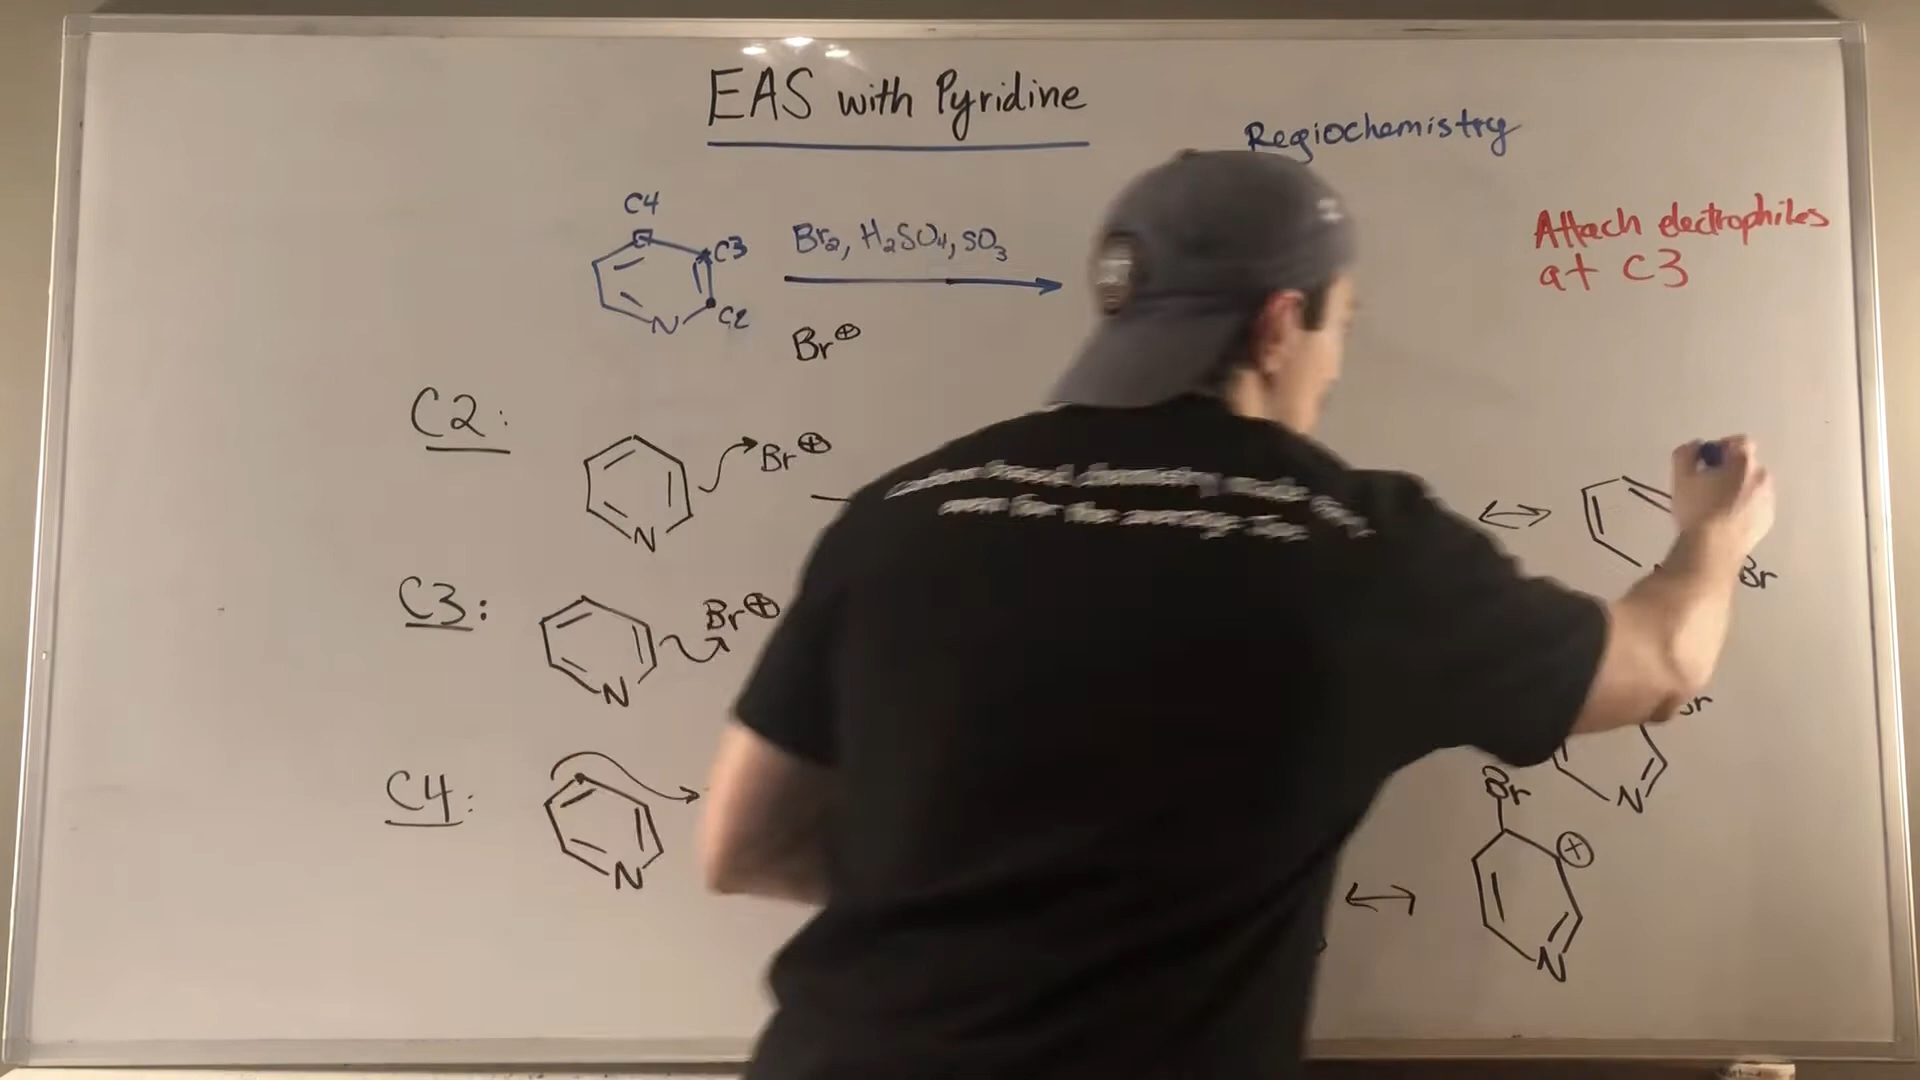 EAS with Pyridine
Regiochemistry
C4
C3
C2
N
Br₂, H₂SO₄, SO₃
Br⊕
Attach electrophiles
at C3
C2:
N
Br⊕
Br
C3:
N
Br⊕
N
C4:
N
Br
⊕
N